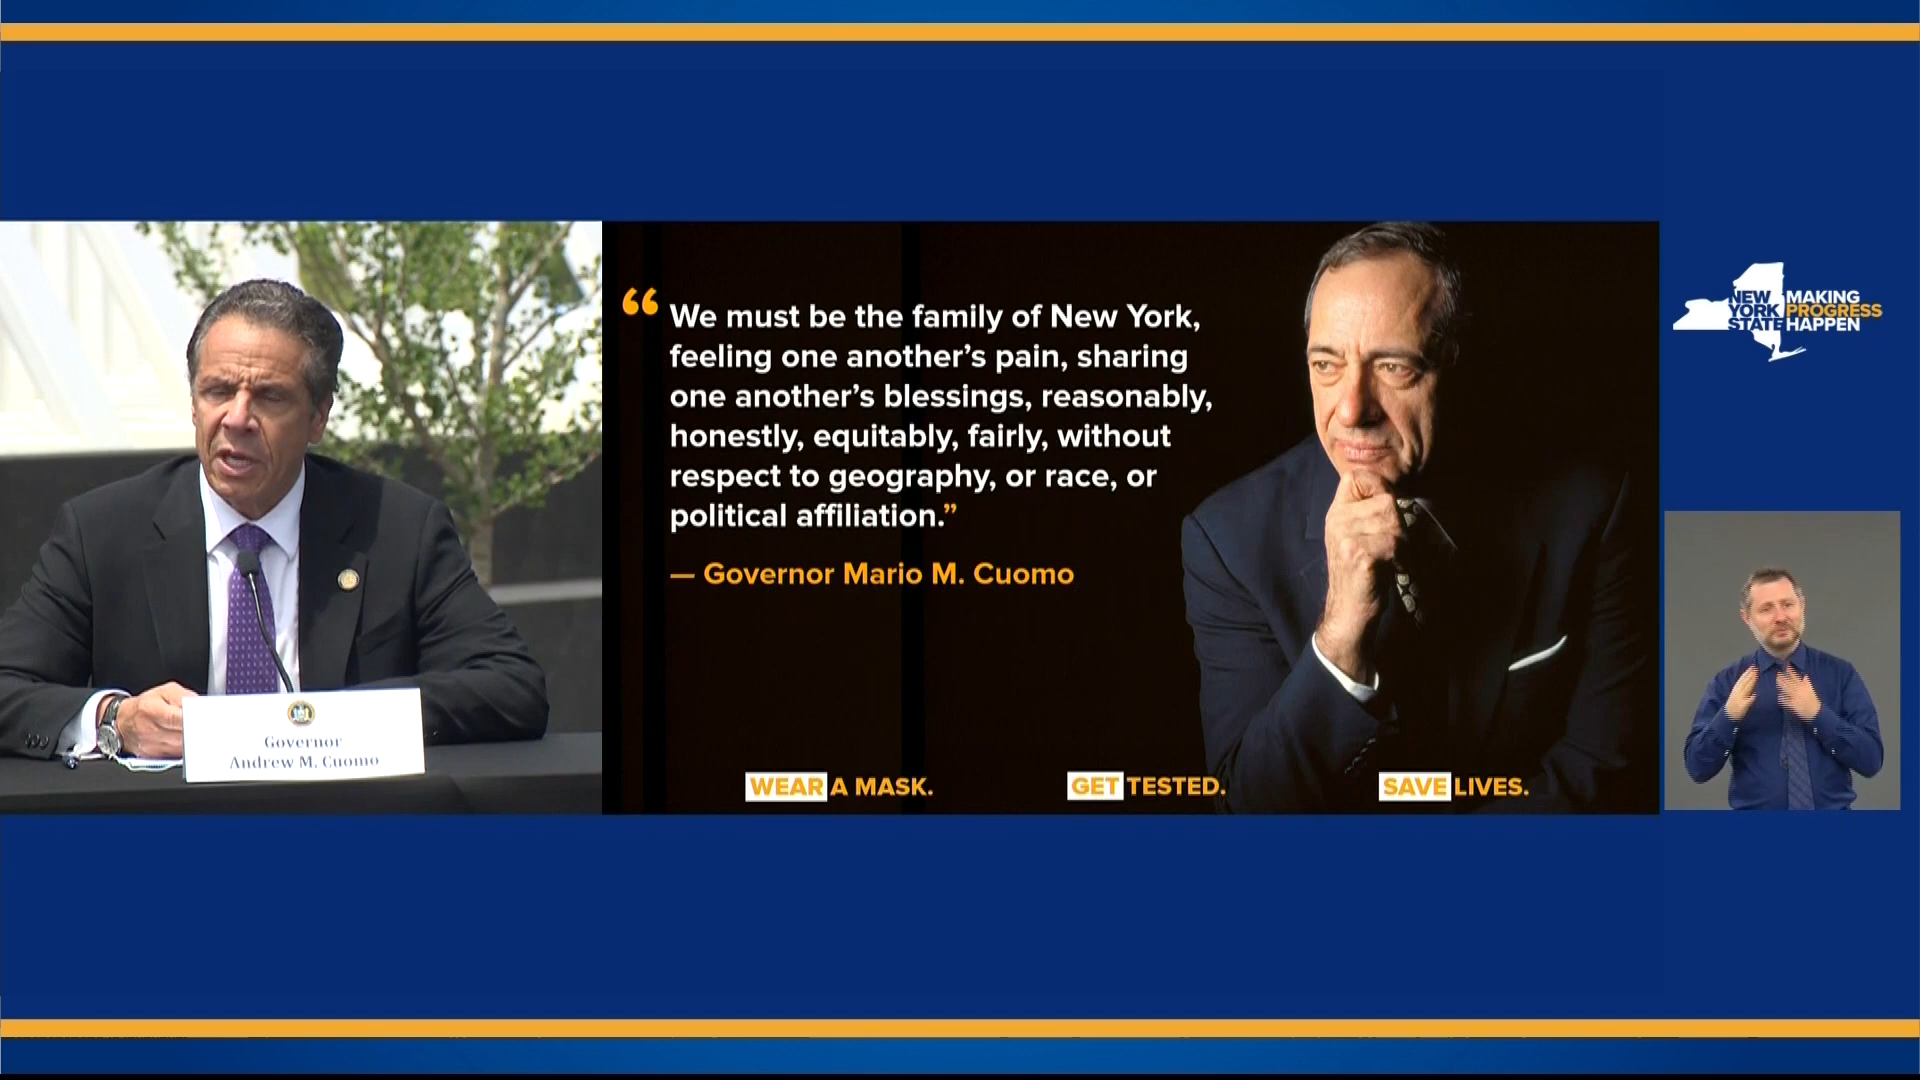 “ We must be the family of New York,
feeling one another’s pain, sharing
one another’s blessings, reasonably,
honestly, equitably, fairly, without
respect to geography, or race, or
political affiliation.”
— Governor Mario M. Cuomo
WEAR A MASK.
GET TESTED.
SAVE LIVES.
Governor
Andrew M. Cuomo
NEW
YORK
STATE
MAKING
PROGRESS
HAPPEN